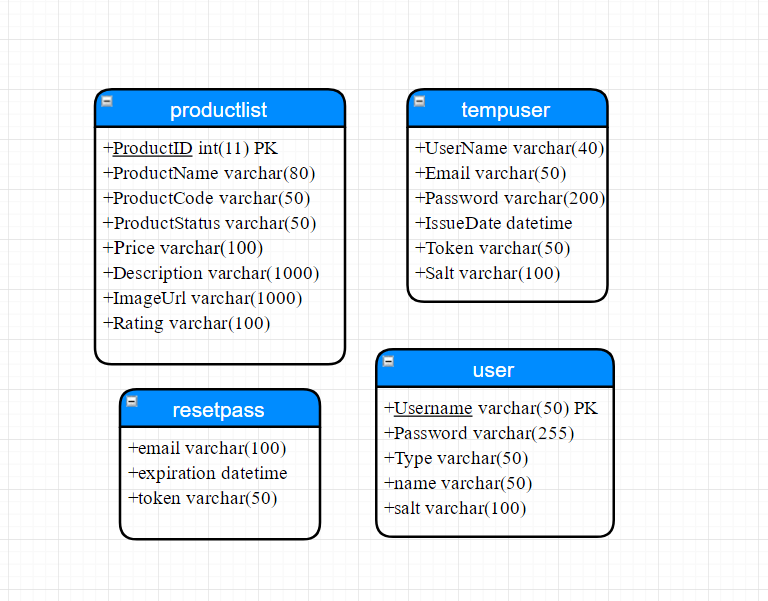 productlist
+ProductID int(11) PK
+ProductName varchar(80)
+ProductCode varchar(50)
+ProductStatus varchar(50)
+Price varchar(100)
+Description varchar(1000)
+ImageUrl varchar(1000)
+Rating varchar(100)
tempuser
+UserName varchar(40)
+Email varchar(50)
+Password varchar(200)
+IssueDate datetime
+Token varchar(50)
+Salt varchar(100)
resetpass
+email varchar(100)
+expiration datetime
+token varchar(50)
user
+Username varchar(50) PK
+Password varchar(255)
+Type varchar(50)
+name varchar(50)
+salt varchar(100)